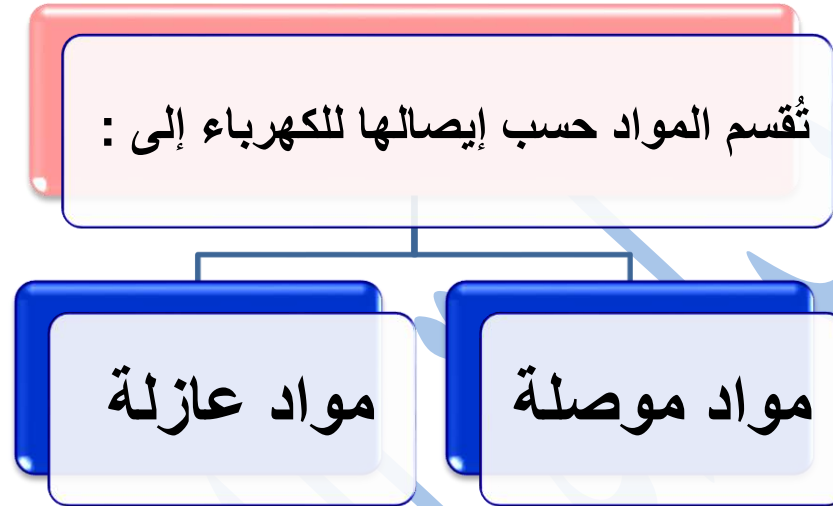 تُقسم المواد حسب إيصالها للكهرباء إلى :
مواد موصلة
مواد عازلة